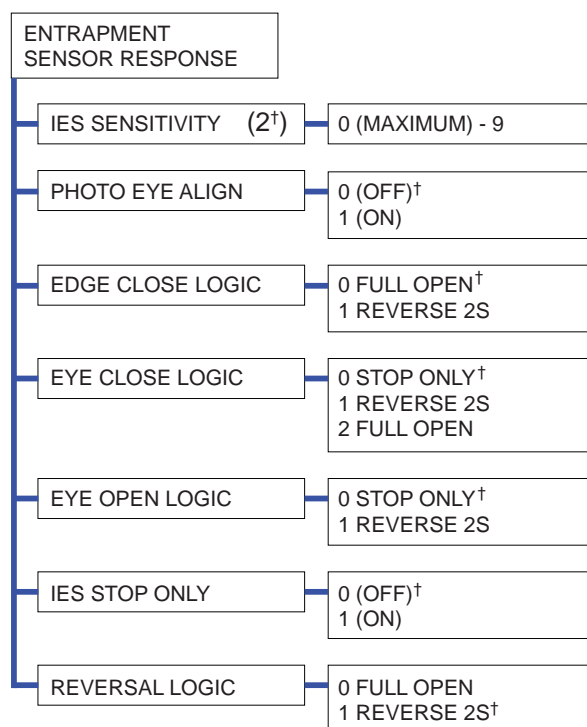 ENTRAPMENT
SENSOR RESPONSE
IES SENSITIVITY (2†)
0 (MAXIMUM) - 9
PHOTO EYE ALIGN
0 (OFF)†
1 (ON)
EDGE CLOSE LOGIC
0 FULL OPEN†
1 REVERSE 2S
EYE CLOSE LOGIC
0 STOP ONLY†
1 REVERSE 2S
2 FULL OPEN
EYE OPEN LOGIC
0 STOP ONLY†
1 REVERSE 2S
IES STOP ONLY
0 (OFF)†
1 (ON)
REVERSAL LOGIC
0 FULL OPEN
1 REVERSE 2S†